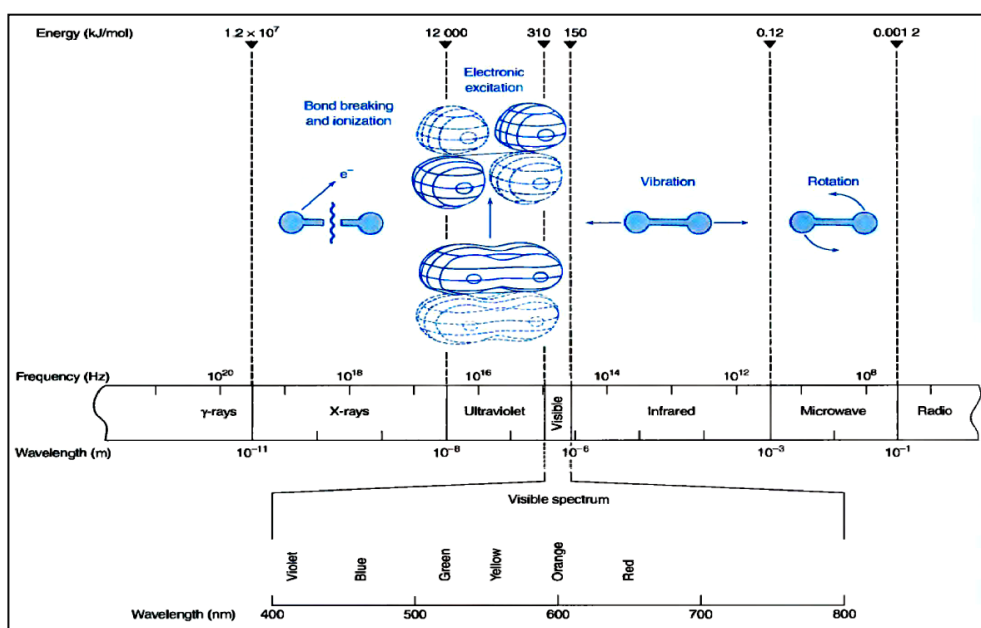 Energy (kJ/mol) 1.2 × 10⁷ 12 000 310 150 0.12 0.001 2
Electronic
excitation
Bond breaking
and ionization
e⁻
Vibration
Rotation
Frequency (Hz) 10²⁰ 10¹⁸ 10¹⁶ 10¹⁴ 10¹² 10⁸
γ-rays X-rays Ultraviolet Visible Infrared Microwave Radio
Wavelength (m) 10⁻¹¹ 10⁻⁸ 10⁻⁶ 10⁻³ 10⁻¹
Visible spectrum
Violet Blue Green Yellow Orange Red
Wavelength (nm) 400 500 600 700 800